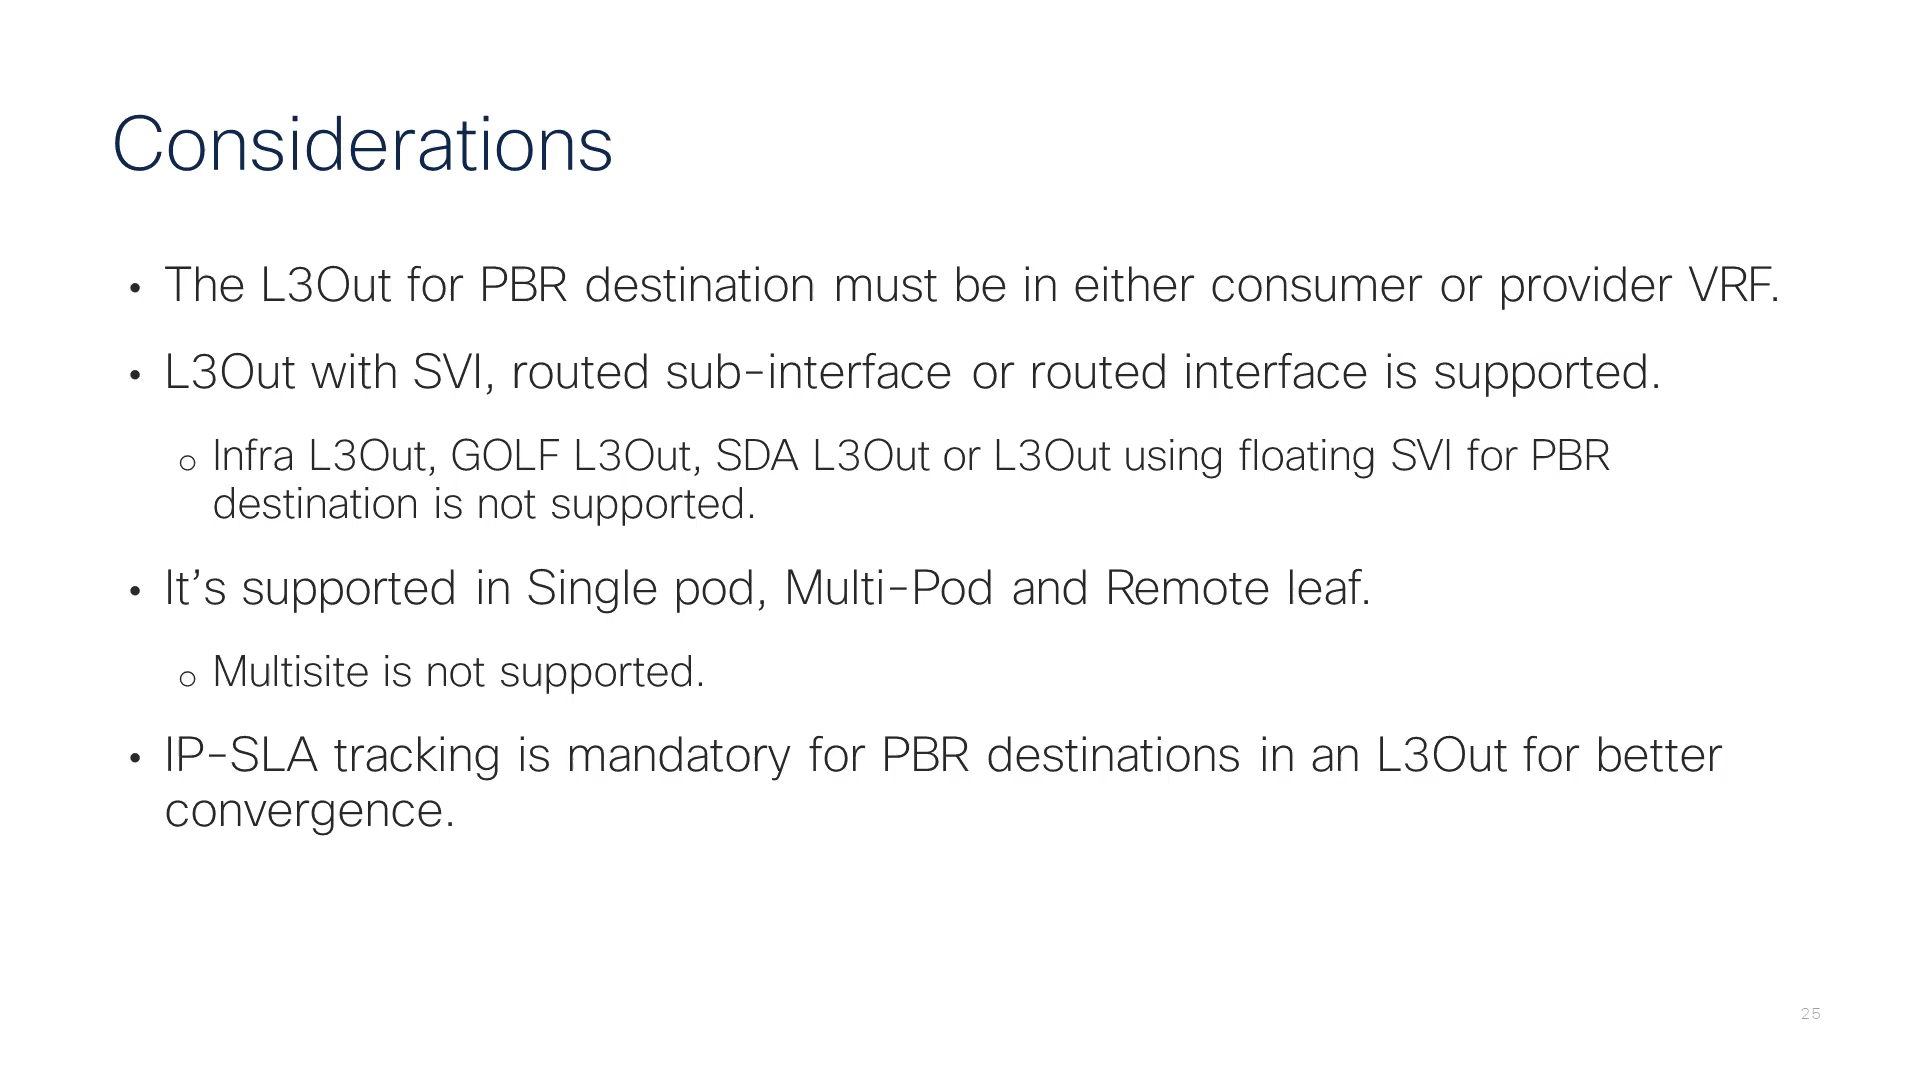 Considerations
• The L3Out for PBR destination must be in either consumer or provider VRF.
• L3Out with SVI, routed sub-interface or routed interface is supported.
o Infra L3Out, GOLF L3Out, SDA L3Out or L3Out using floating SVI for PBR
destination is not supported.
• It’s supported in Single pod, Multi-Pod and Remote leaf.
o Multisite is not supported.
• IP-SLA tracking is mandatory for PBR destinations in an L3Out for better
convergence.
25